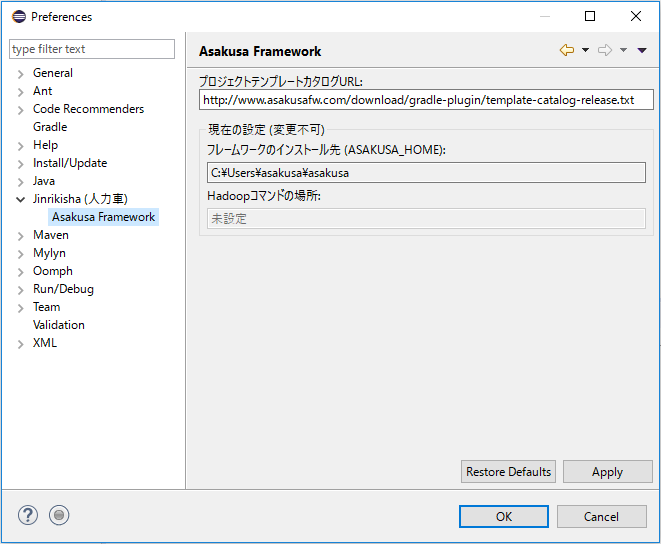 Preferences
type filter text
General
Ant
Code Recommenders
Gradle
Help
Install/Update
Java
Jinrikisha (人力車)
Asakusa Framework
Maven
Mylyn
Oomph
Run/Debug
Team
Validation
XML
Asakusa Framework
プロジェクトテンプレートカタログURL:
http://www.asakusafw.com/download/gradle-plugin/template-catalog-release.txt
現在の設定 (変更不可)
フレームワークのインストール先 (ASAKUSA_HOME):
C:¥Users¥asakusa¥asakusa
Hadoopコマンドの場所:
未設定
Restore Defaults
Apply
OK
Cancel